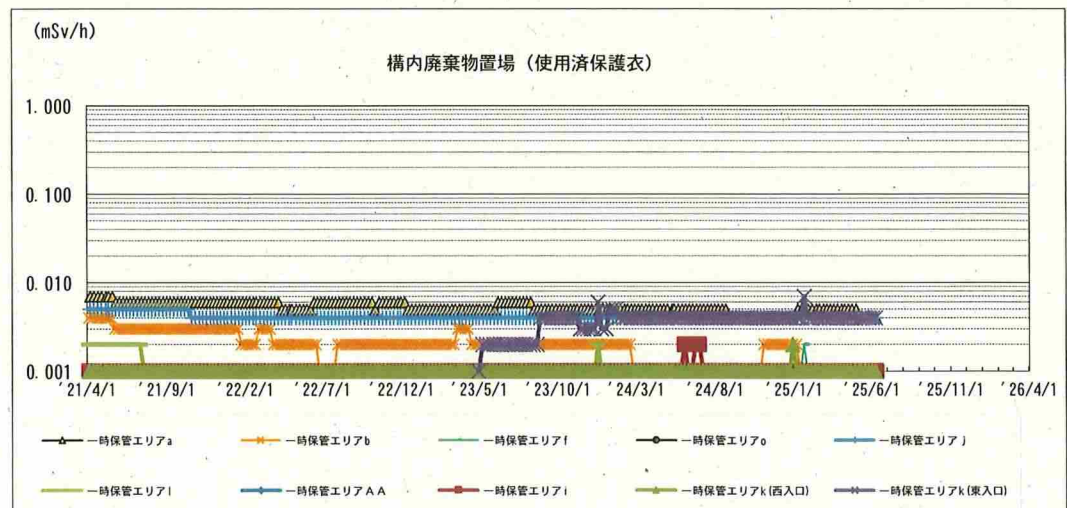 (mSv/h)
構内廃棄物置場（使用済保護衣）
1.000
0.100
0.010
0.001
'21/4/1 '21/9/1 '22/2/1 '22/7/1 '22/12/1 '23/5/1 '23/10/1 '24/3/1 '24/8/1 '25/1/1 '25/6/1 '25/11/1 '26/4/1
一時保管エリアa 一時保管エリアb 一時保管エリアf 一時保管エリアo 一時保管エリアj
一時保管エリアl 一時保管エリアAA 一時保管エリアi 一時保管エリアk(西入口) 一時保管エリアk(東入口)